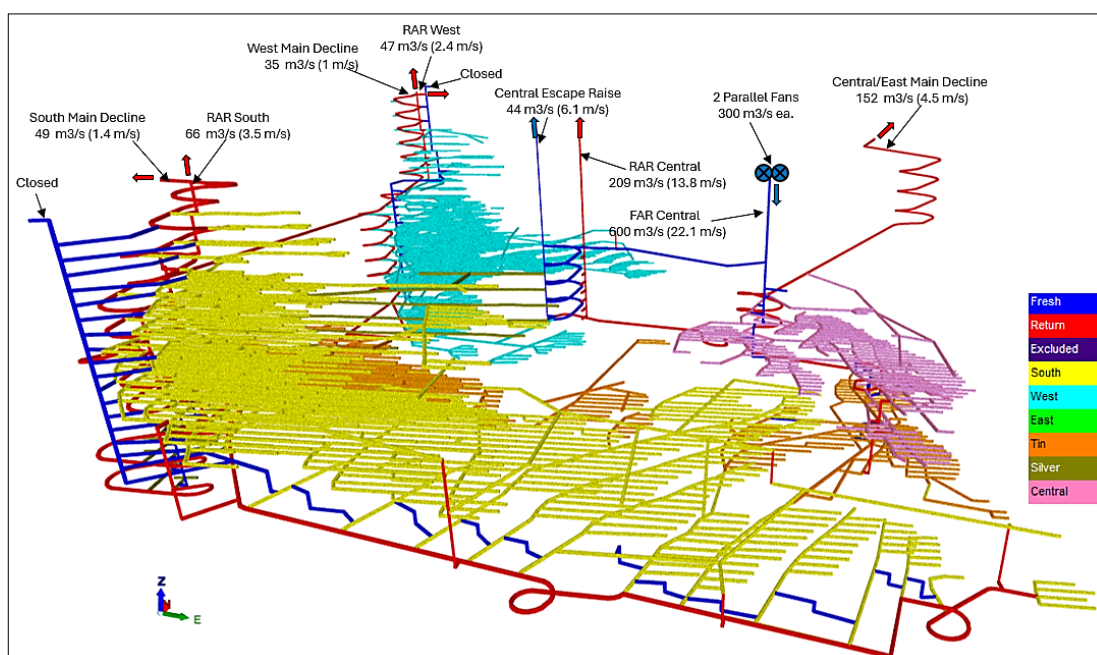 RAR West
47 m3/s (2.4 m/s)
West Main Decline
35 m3/s (1 m/s)
Closed
Central Escape Raise
44 m3/s (6.1 m/s)
2 Parallel Fans
300 m3/s ea.
Central/East Main Decline
152 m3/s (4.5 m/s)
South Main Decline
49 m3/s (1.4 m/s)
RAR South
66 m3/s (3.5 m/s)
Closed
RAR Central
209 m3/s (13.8 m/s)
FAR Central
600 m3/s (22.1 m/s)
Fresh
Return
Excluded
South
West
East
Tin
Silver
Central
Z
N
E